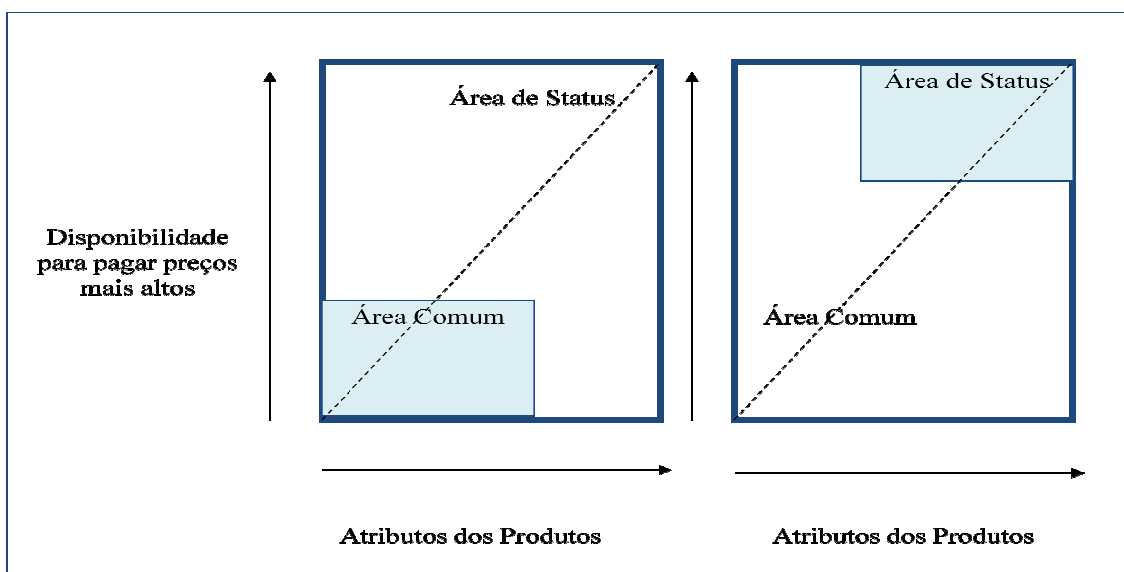 Área de Status
Área de Status
Disponibilidade
para pagar preços
mais altos
Área Comum
Área Comum
Atributos dos Produtos
Atributos dos Produtos